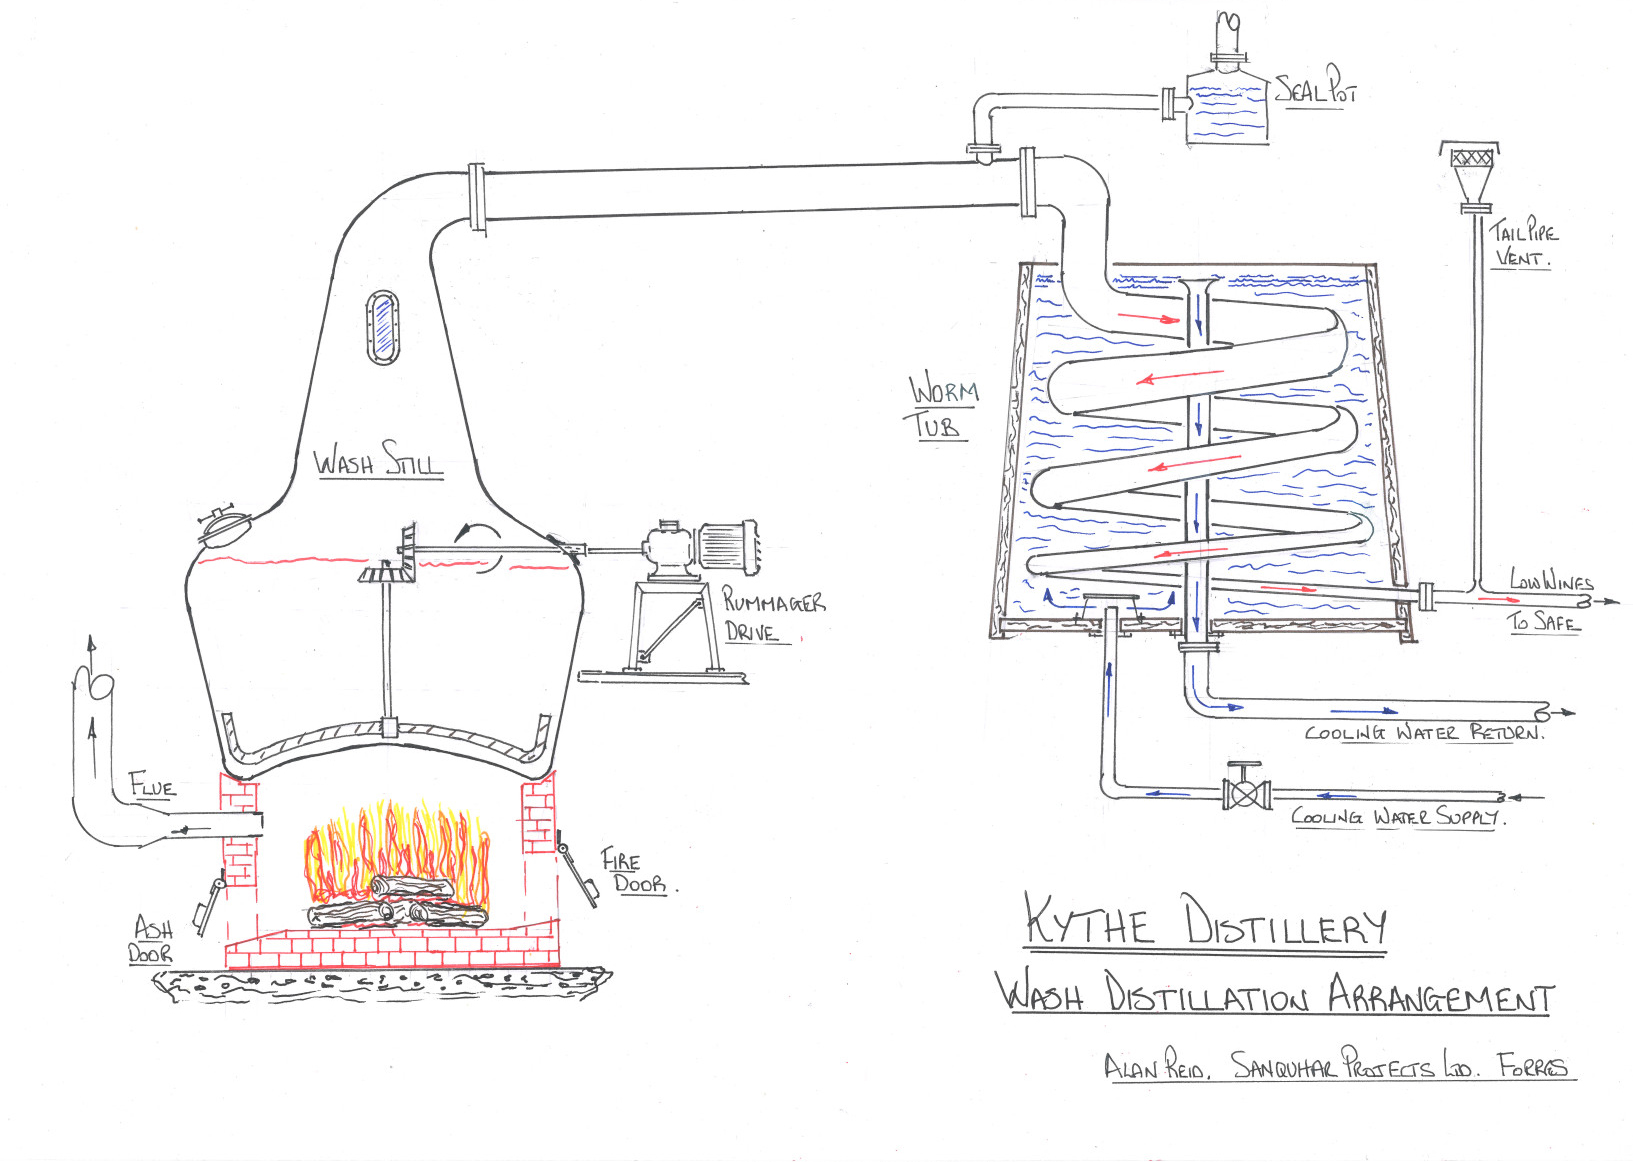 Seal Pot
Tail Pipe
Vent.
Worm
Tub
Wash Still
Low Wines
To Safe
Rummager
Drive
Cooling Water Return.
Flue
Cooling Water Supply.
Fire
Door.
Ash
Door
Kythe Distillery
Wash Distillation Arrangement
Alan Reid. Sanquhar Projects Ltd. Forres